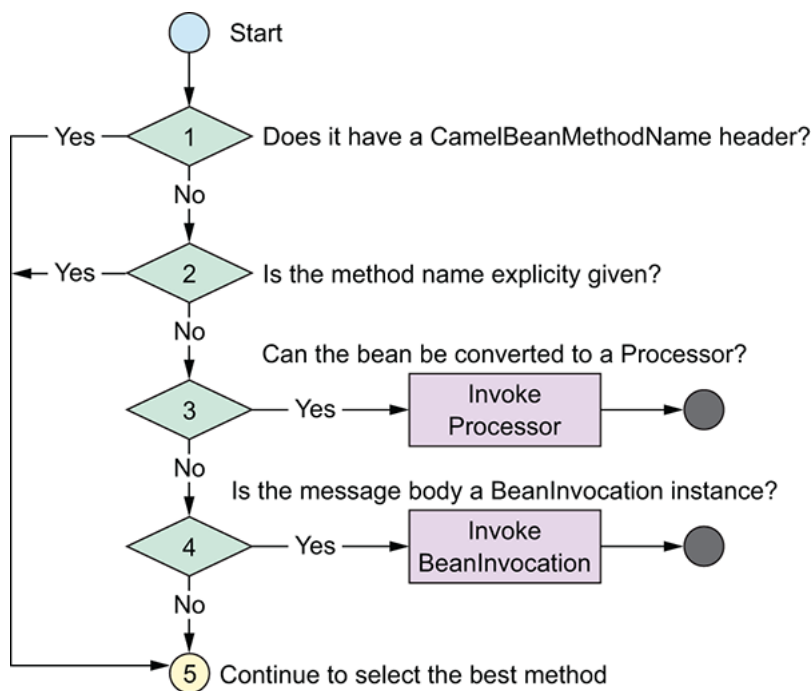 Start
1
Yes
Does it have a CamelBeanMethodName header?
No
2
Yes
Is the method name explicity given?
No
Can the bean be converted to a Processor?
3
Yes
Invoke
Processor
No
Is the message body a BeanInvocation instance?
4
Yes
Invoke
BeanInvocation
No
5
Continue to select the best method